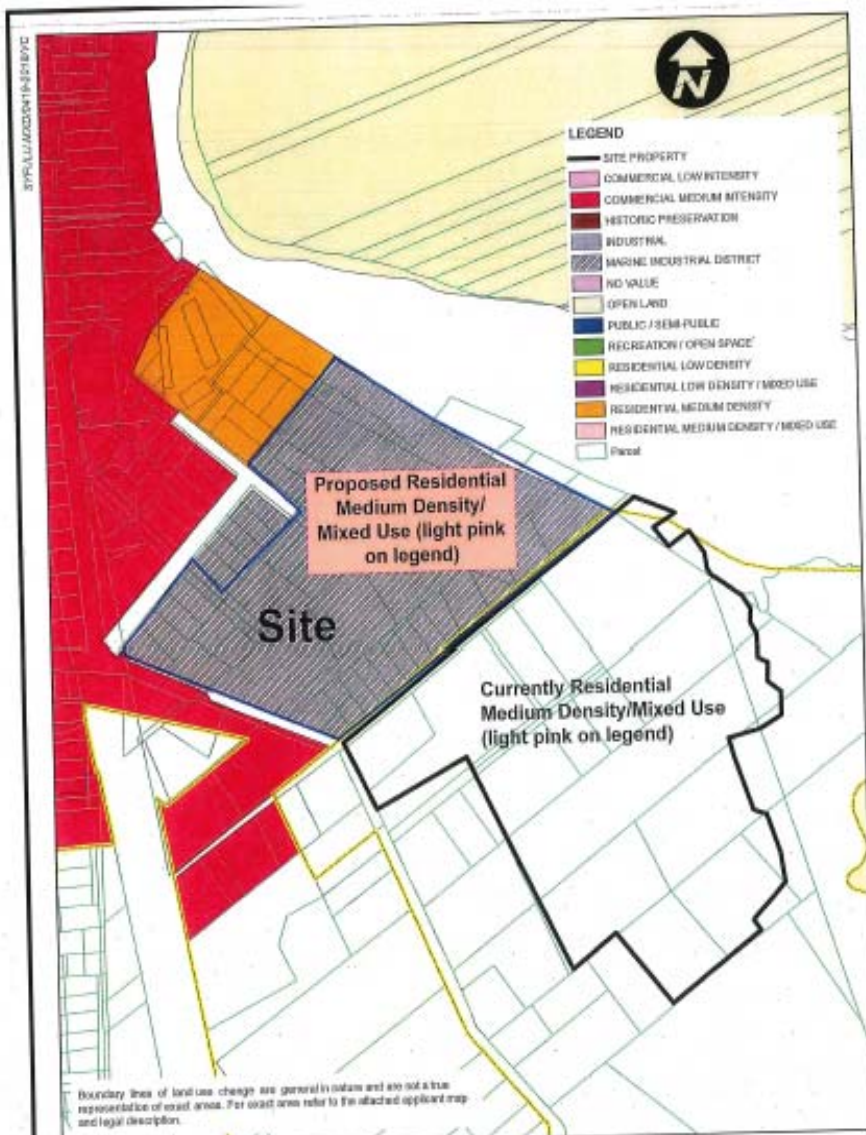 N
LEGEND
SITE PROPERTY
COMMERCIAL LOW INTENSITY
COMMERCIAL MEDIUM INTENSITY
HISTORIC PRESERVATION
INDUSTRIAL
MARINE INDUSTRIAL DISTRICT
NO VALUE
OPEN LAND
PUBLIC / SEMI-PUBLIC
RECREATION / OPEN SPACE
RESIDENTIAL LOW DENSITY
RESIDENTIAL LOW DENSITY / MIXED USE
RESIDENTIAL MEDIUM DENSITY
RESIDENTIAL MEDIUM DENSITY / MIXED USE
Parcel
Proposed Residential
Medium Density/
Mixed Use (light pink
on legend)
Site
Currently Residential
Medium Density/Mixed Use
(light pink on legend)
Boundary lines of land use change are general in nature and are not a true
representation of exact areas. For exact area refer to the attached applicant map
and legal description.